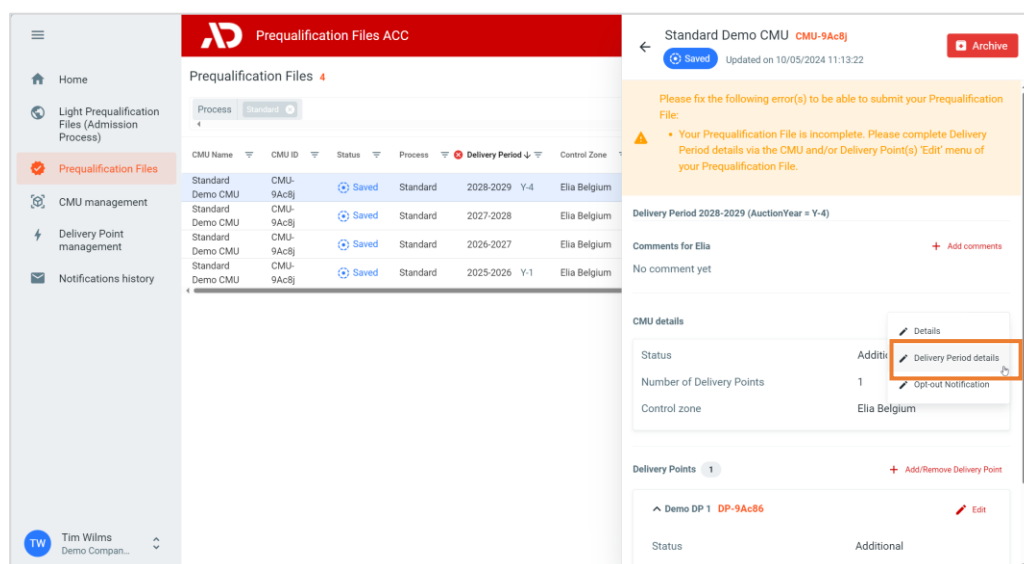 Home
Light Prequalification
Files (Admission
Process)
Prequalification Files
CMU management
Delivery Point
management
Notifications history
TW
Tim Wilms
Demo Compan...
Prequalification Files ACC
Prequalification Files 4
Process Standard
CMU Name CMU ID Status Process Delivery Period Control Zone
Standard Demo CMU CMU-9Ac8j Saved Standard 2028-2029 Y-4 Elia Belgium
Standard Demo CMU CMU-9Ac8j Saved Standard 2027-2028 Elia Belgium
Standard Demo CMU CMU-9Ac8j Saved Standard 2026-2027 Elia Belgium
Standard Demo CMU CMU-9Ac8j Saved Standard 2025-2026 Y-1 Elia Belgium
Standard Demo CMU CMU-9Ac8j
Archive
Saved Updated on 10/05/2024 11:13:22
Please fix the following error(s) to be able to submit your Prequalification
File:
• Your Prequalification File is incomplete. Please complete Delivery
Period details via the CMU and/or Delivery Point(s) 'Edit' menu of
your Prequalification File.
Delivery Period 2028-2029 (AuctionYear = Y-4)
Comments for Elia + Add comments
No comment yet
CMU details
Details
Delivery Period details
Opt-out Notification
Status Additi
Number of Delivery Points 1
Control zone Elia Belgium
Delivery Points 1 + Add/Remove Delivery Point
Demo DP 1 DP-9Ac86 Edit
Status Additional